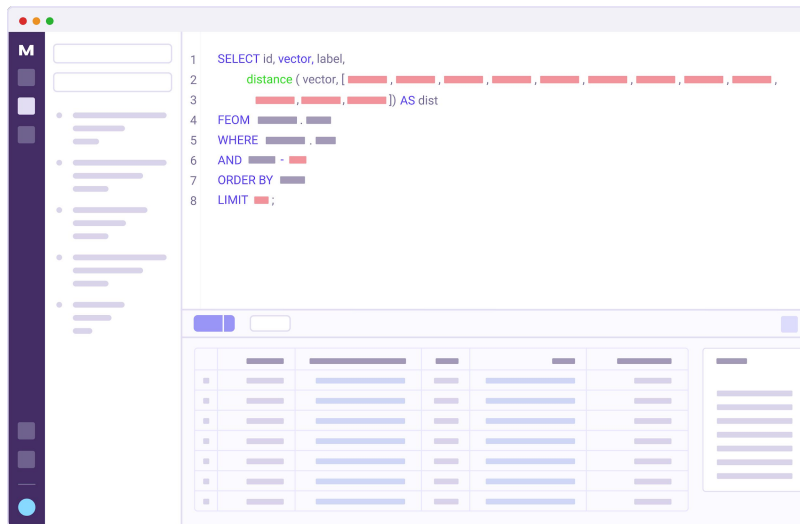 M
1 SELECT id, vector, label,
2 distance ( vector, [ , , , , , , , , ,
3 , , ]) AS dist
4 FEOM .
5 WHERE .
6 AND -
7 ORDER BY
8 LIMIT ;